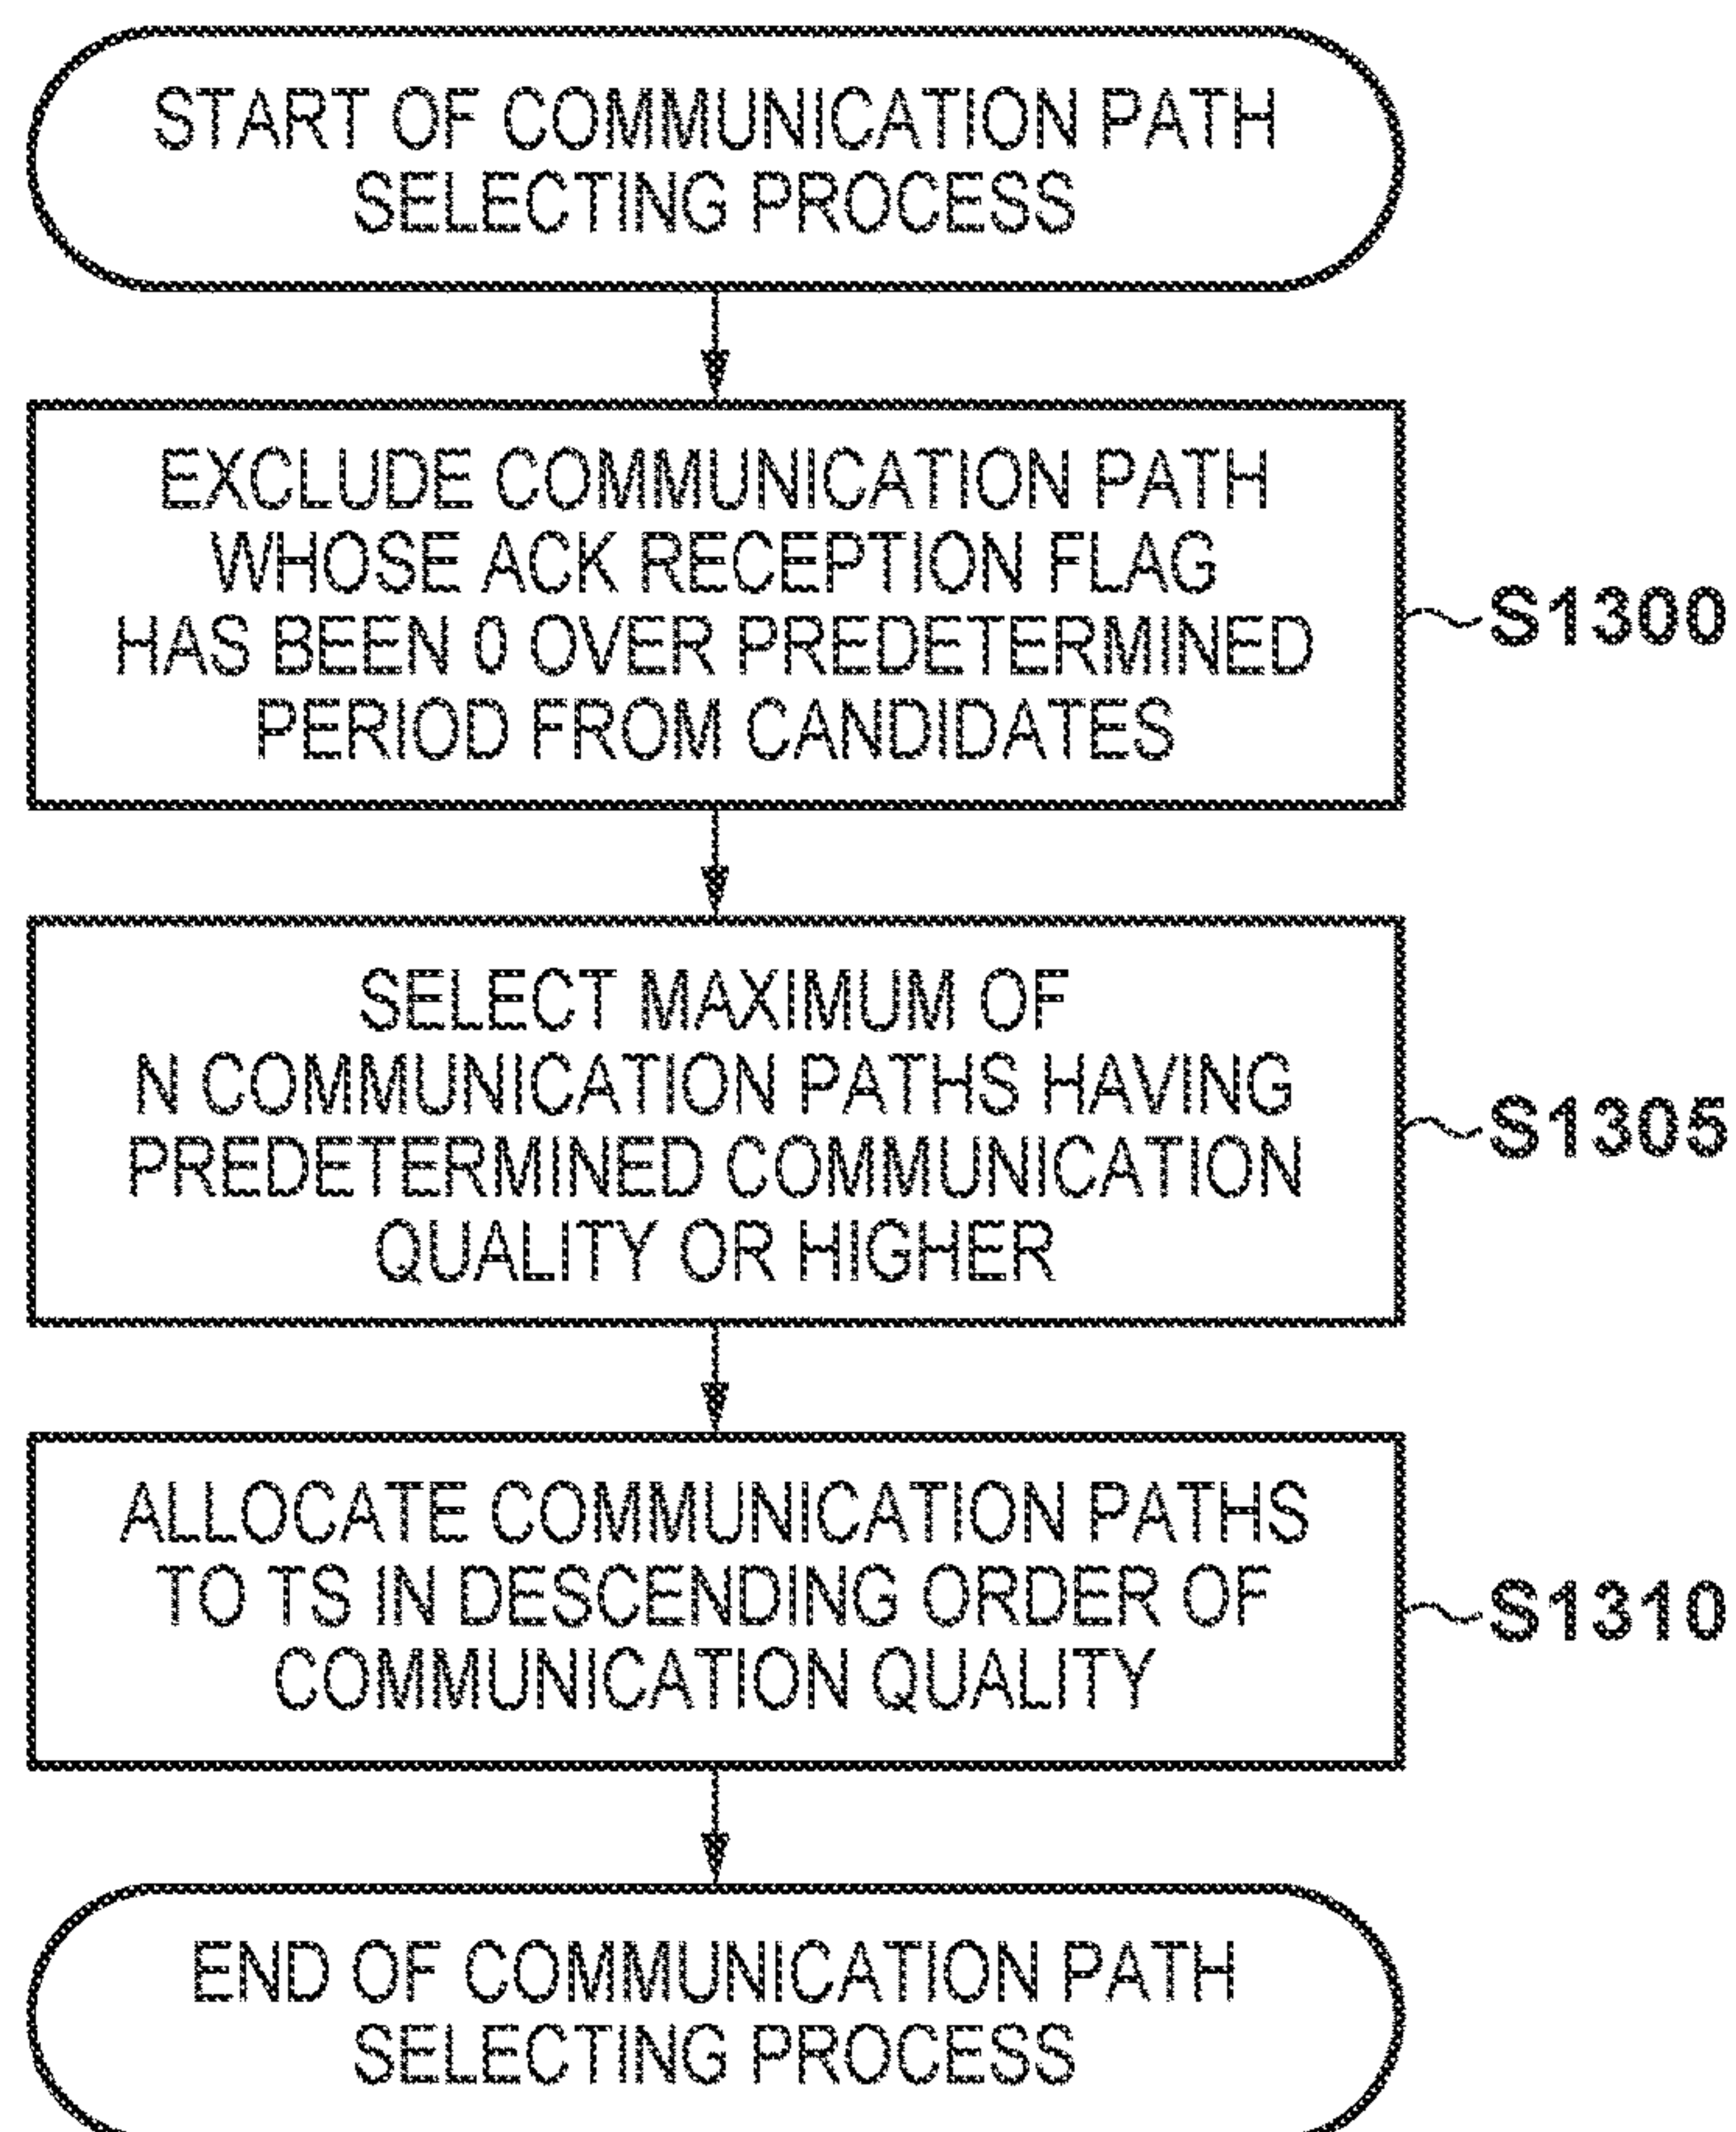 START OF COMMUNICATION PATH
SELECTING PROCESS
EXCLUDE COMMUNICATION PATH
WHOSE ACK RECEPTION FLAG
HAS BEEN 0 OVER PREDETERMINED
PERIOD FROM CANDIDATES
S1300
SELECT MAXIMUM OF
N COMMUNICATION PATHS HAVING
PREDETERMINED COMMUNICATION
QUALITY OR HIGHER
S1305
ALLOCATE COMMUNICATION PATHS
TO TS IN DESCENDING ORDER OF
COMMUNICATION QUALITY
S1310
END OF COMMUNICATION PATH
SELECTING PROCESS